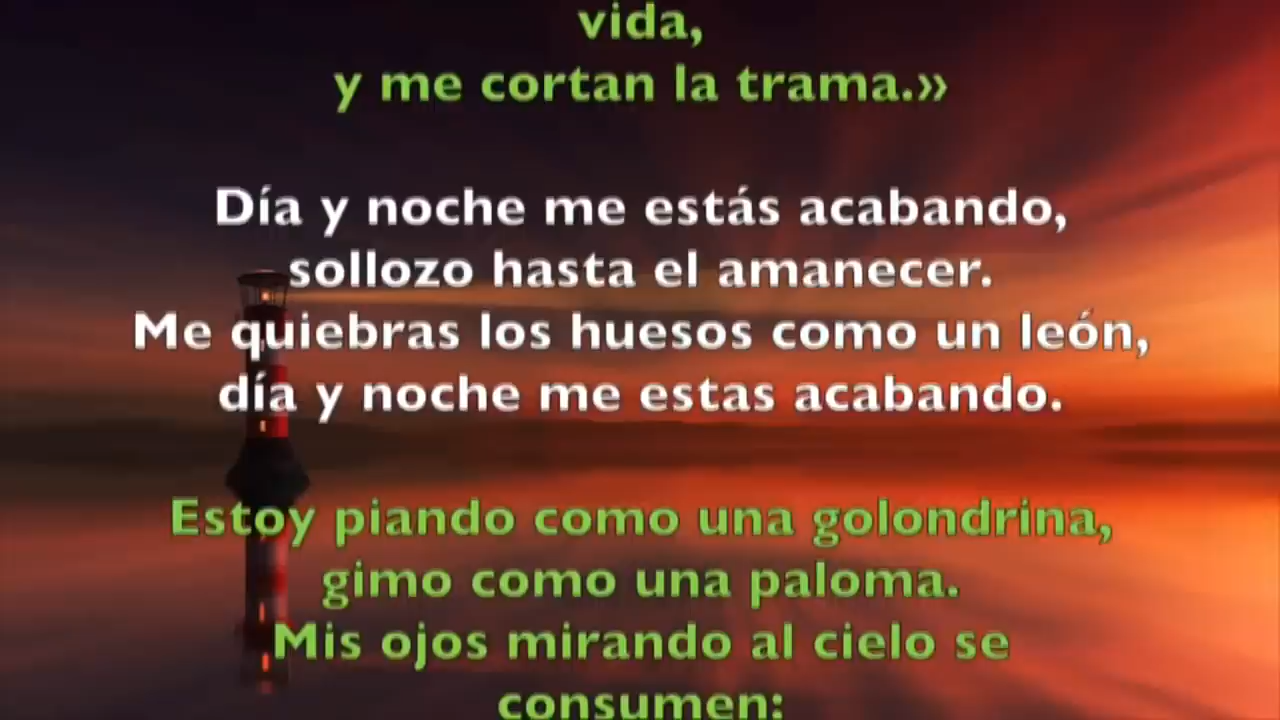 vida,
y me cortan la trama.»
Día y noche me estás acabando,
sollozo hasta el amanecer.
Me quiebras los huesos como un león,
día y noche me estas acabando.
Estoy piando como una golondrina,
gimo como una paloma.
Mis ojos mirando al cielo se
consumen: